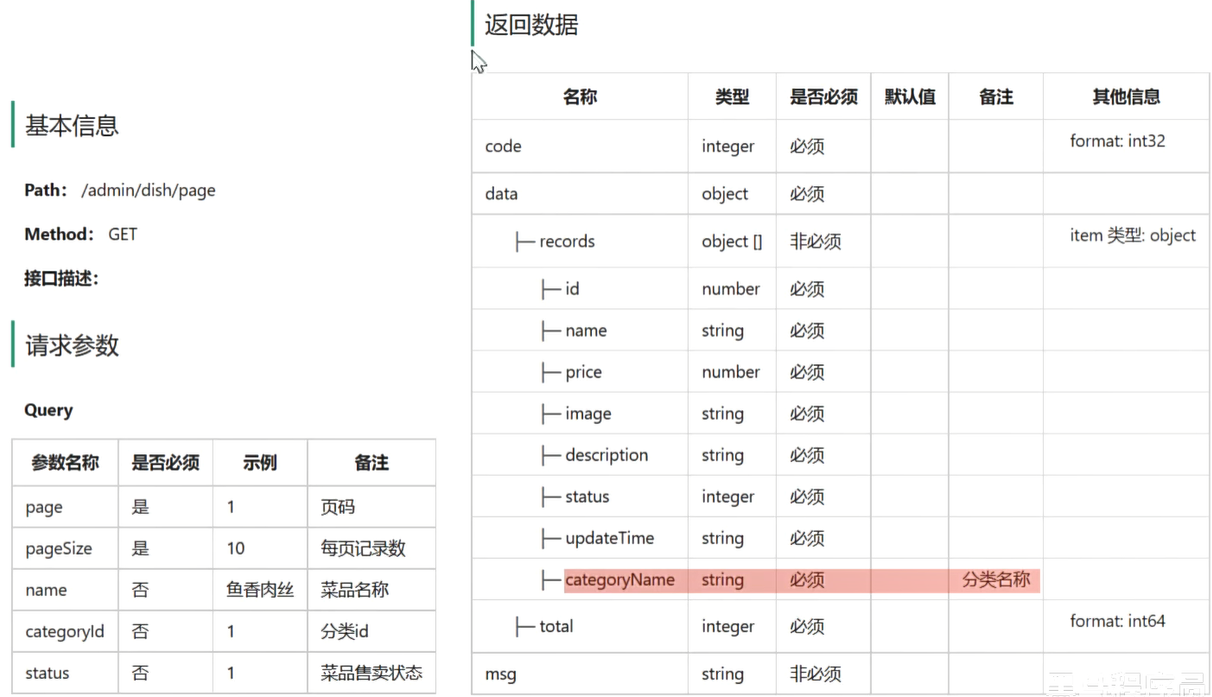 基本信息
Path： /admin/dish/page
Method： GET
接口描述：
请求参数
Query
参数名称 是否必须 示例 备注
page 是 1 页码
pageSize 是 10 每页记录数
name 否 鱼香肉丝 菜品名称
categoryId 否 1 分类id
status 否 1 菜品售卖状态
返回数据
名称 类型 是否必须 默认值 备注 其他信息
code integer 必须 format: int32
data object 必须
├─ records object [] 非必须 item 类型: object
├─ id number 必须
├─ name string 必须
├─ price number 必须
├─ image string 必须
├─ description string 必须
├─ status integer 必须
├─ updateTime string 必须
├─ categoryName string 必须 分类名称
├─ total integer 必须 format: int64
msg string 非必须